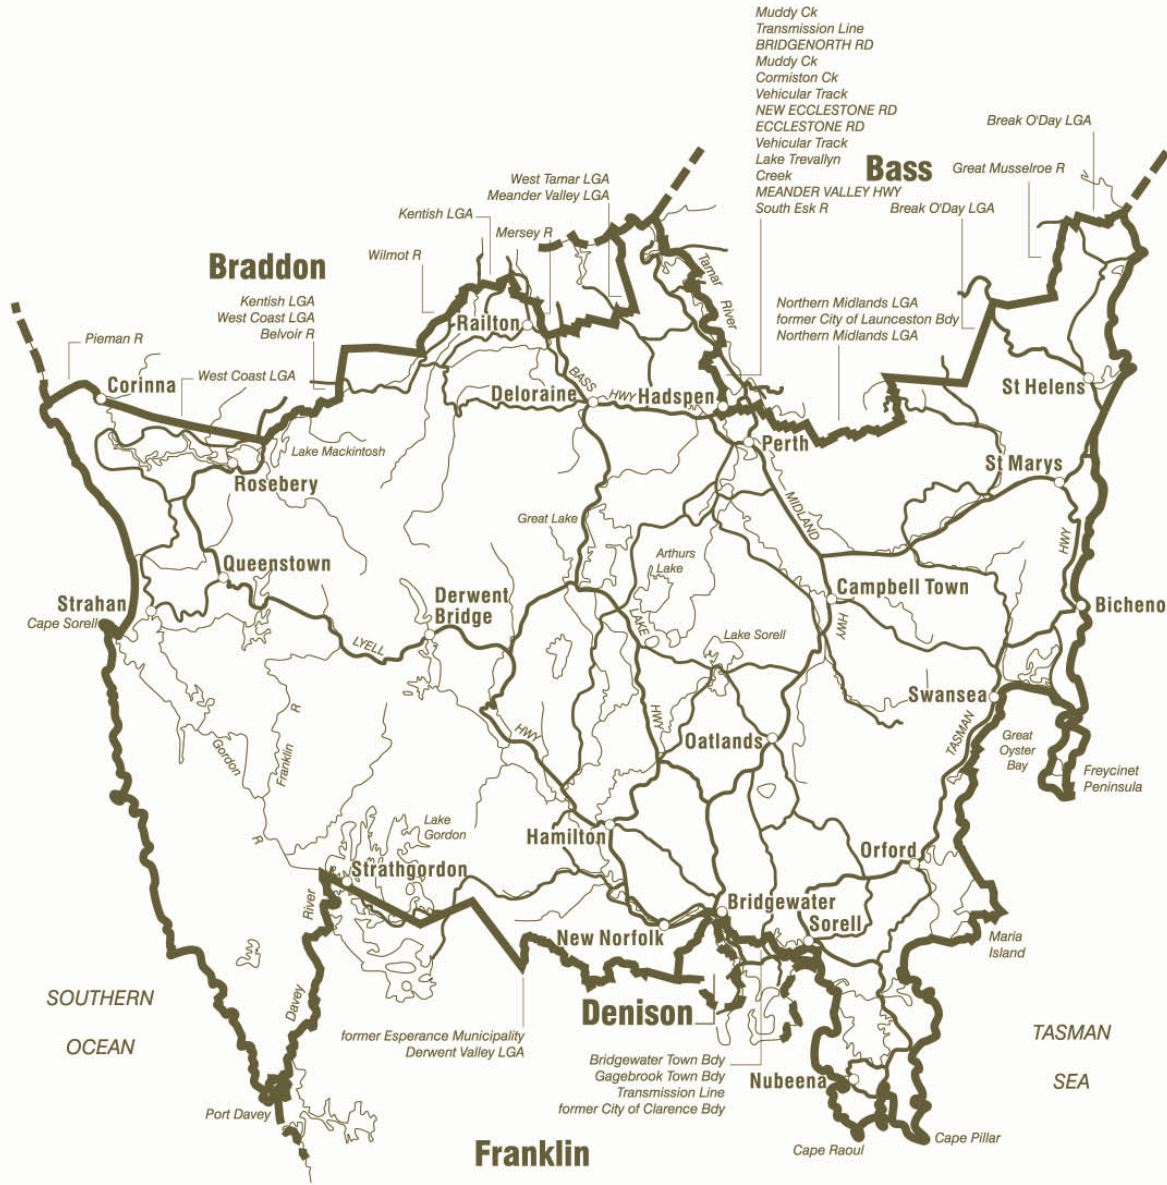 Muddy Ck
Transmission Line
BRIDGENORTH RD
Muddy Ck
Cormiston Ck
Vehicular Track
NEW ECCLESTONE RD
ECCLESTONE RD
Vehicular Track
Lake Trevallyn
Creek
MEANDER VALLEY HWY
South Esk R
Bass
Break O'Day LGA
Great Musselroe R
Break O'Day LGA
West Tamar LGA
Meander Valley LGA
Kentish LGA
Mersey R
Wilmot R
Braddon
Kentish LGA
West Coast LGA
Belvoir R
Pieman R
Tamar
River
Northern Midlands LGA
former City of Launceston Bdy
Northern Midlands LGA
Railton
Corinna
West Coast LGA
BASS
HWY
Deloraine
Hadspen
St Helens
Perth
Lake Mackintosh
Rosebery
St Marys
MIDLAND
HWY
Great Lake
Arthurs
Lake
HWY
Queenstown
Derwent
Bridge
Campbell Town
Strahan
Cape Sorell
Bicheno
LYELL
HWY
LAKE
HWY
Lake Sorell
Swansea
TASMAN
Oatlands
Great
Oyster
Bay
Freycinet
Peninsula
Gordon
R
Franklin
R
Lake
Gordon
Hamilton
Orford
Strathgordon
Bridgewater
Sorell
New Norfolk
River
Davey
Maria
Island
SOUTHERN
OCEAN
Denison
TASMAN
SEA
former Esperance Municipality
Derwent Valley LGA
Bridgewater Town Bdy
Gagebrook Town Bdy
Transmission Line
former City of Clarence Bdy
Nubeena
Port Davey
Cape Raoul
Cape Pillar
Franklin